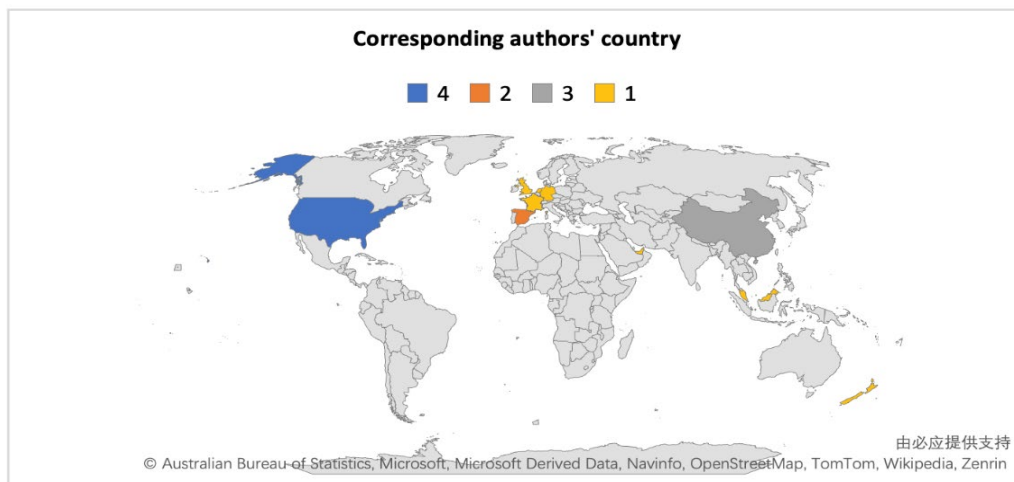 Corresponding authors' country
4 2 3 1
由必应提供支持
© Australian Bureau of Statistics, Microsoft, Microsoft Derived Data, Navinfo, OpenStreetMap, TomTom, Wikipedia, Zenrin